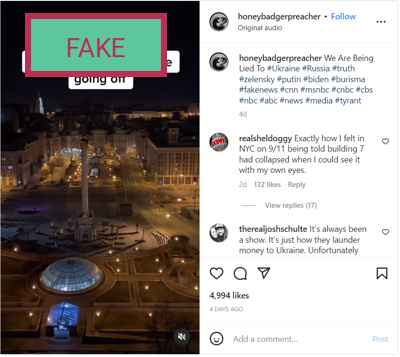 FAKE
e
going off
honeybadgerpreacher • Follow
Original audio
honeybadgerpreacher We Are Being
Lied To #Ukraine #Russia #truth
#zelensky #putin #biden #burisma
#fakenews #cnn #msnbc #cnbc #cbs
#nbc #abc #news #media #tyrant
4d
realsheldoggy Exactly how I felt in
NYC on 9/11 being told building 7
had collapsed when I could see it
with my own eyes.
2d 132 likes Reply
View replies (17)
therealjoshschulte It's always been
a show. It's just how they launder
money to Ukraine. Unfortunately
4,994 likes
4 DAYS AGO
Add a comment... Post